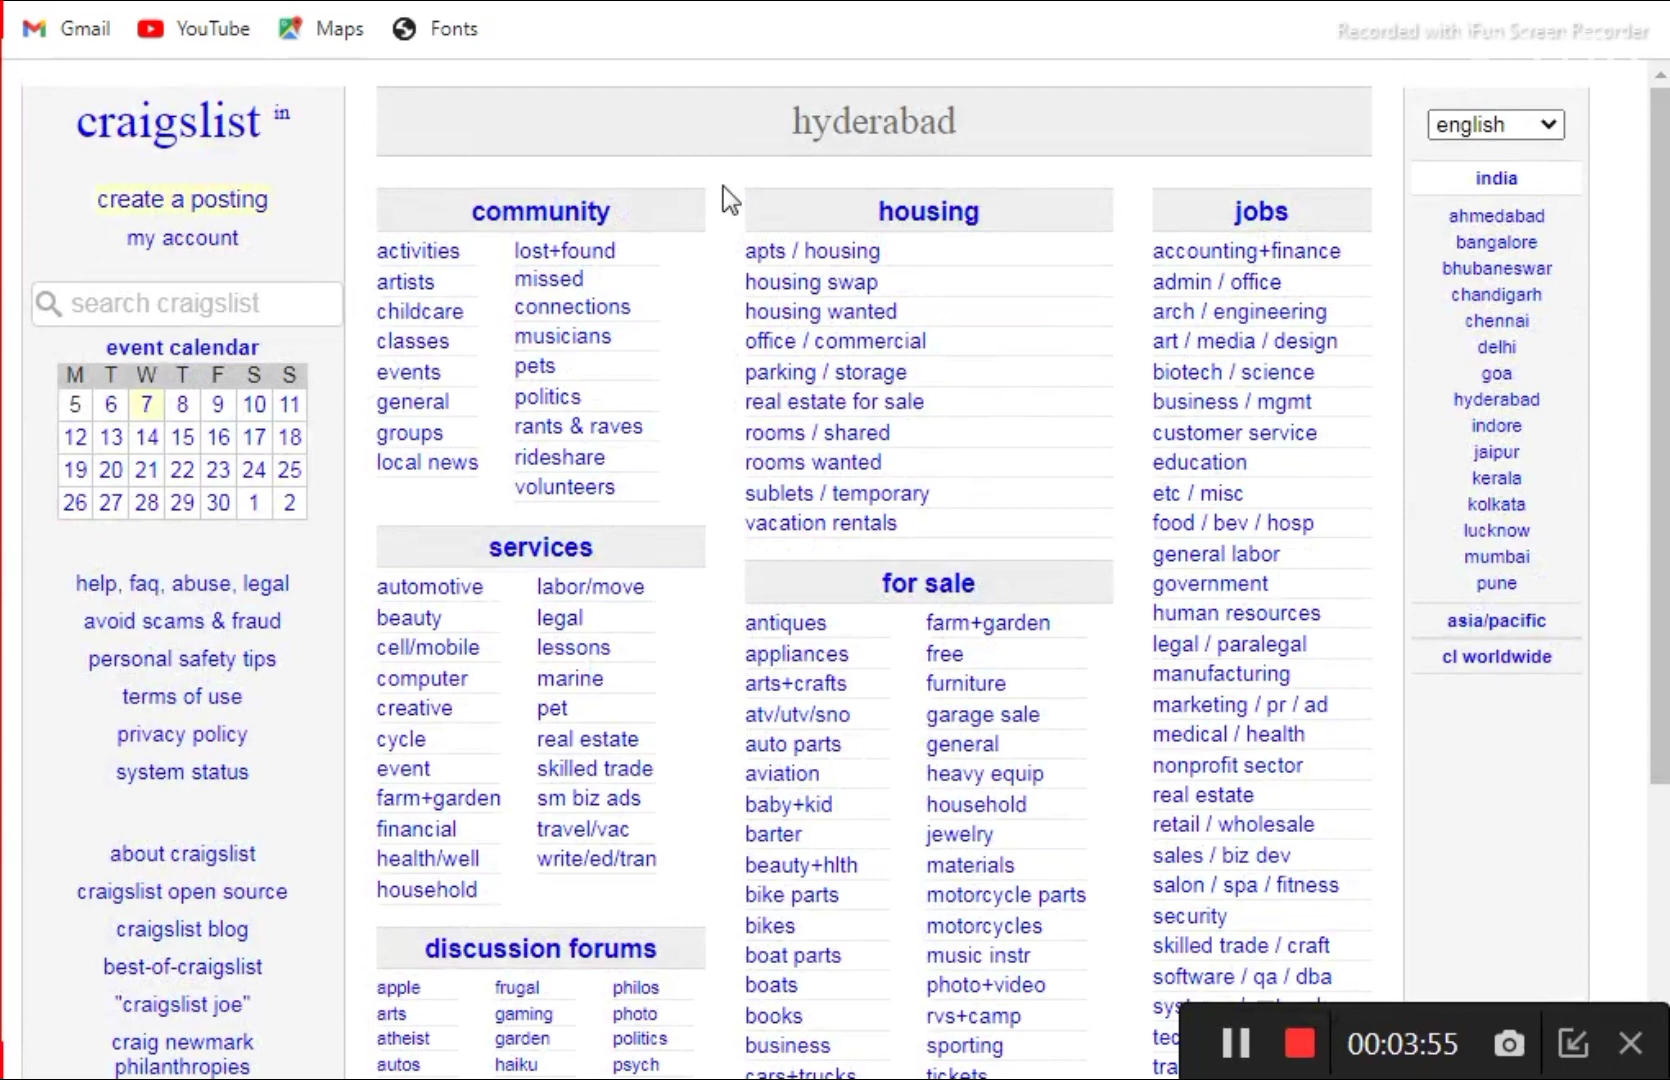 Gmail YouTube Maps Fonts
Recorded with iFun Screen Recorder
craigslist in
create a posting
my account
search craigslist
event calendar
M T W T F S S
5 6 7 8 9 10 11
12 13 14 15 16 17 18
19 20 21 22 23 24 25
26 27 28 29 30 1 2
help, faq, abuse, legal
avoid scams & fraud
personal safety tips
terms of use
privacy policy
system status
about craigslist
craigslist open source
craigslist blog
best-of-craigslist
"craigslist joe"
craig newmark
philanthropies
hyderabad
community
activities
artists
childcare
classes
events
general
groups
local news
lost+found
missed
connections
musicians
pets
politics
rants & raves
rideshare
volunteers
services
automotive
beauty
cell/mobile
computer
creative
cycle
event
farm+garden
financial
health/well
household
labor/move
legal
lessons
marine
pet
real estate
skilled trade
sm biz ads
travel/vac
write/ed/tran
discussion forums
apple
arts
atheist
autos
frugal
gaming
garden
haiku
philos
photo
politics
psych
housing
apts / housing
housing swap
housing wanted
office / commercial
parking / storage
real estate for sale
rooms / shared
rooms wanted
sublets / temporary
vacation rentals
for sale
antiques
appliances
arts+crafts
atv/utv/sno
auto parts
aviation
baby+kid
barter
beauty+hlth
bike parts
bikes
boat parts
boats
books
business
cars+trucks
farm+garden
free
furniture
garage sale
general
heavy equip
household
jewelry
materials
motorcycle parts
motorcycles
music instr
photo+video
rvs+camp
sporting
tickets
jobs
accounting+finance
admin / office
arch / engineering
art / media / design
biotech / science
business / mgmt
customer service
education
etc / misc
food / bev / hosp
general labor
government
human resources
legal / paralegal
manufacturing
marketing / pr / ad
medical / health
nonprofit sector
real estate
retail / wholesale
sales / biz dev
salon / spa / fitness
security
skilled trade / craft
software / qa / dba
english
india
ahmedabad
bangalore
bhubaneswar
chandigarh
chennai
delhi
goa
hyderabad
indore
jaipur
kerala
kolkata
lucknow
mumbai
pune
asia/pacific
cl worldwide
00:03:55